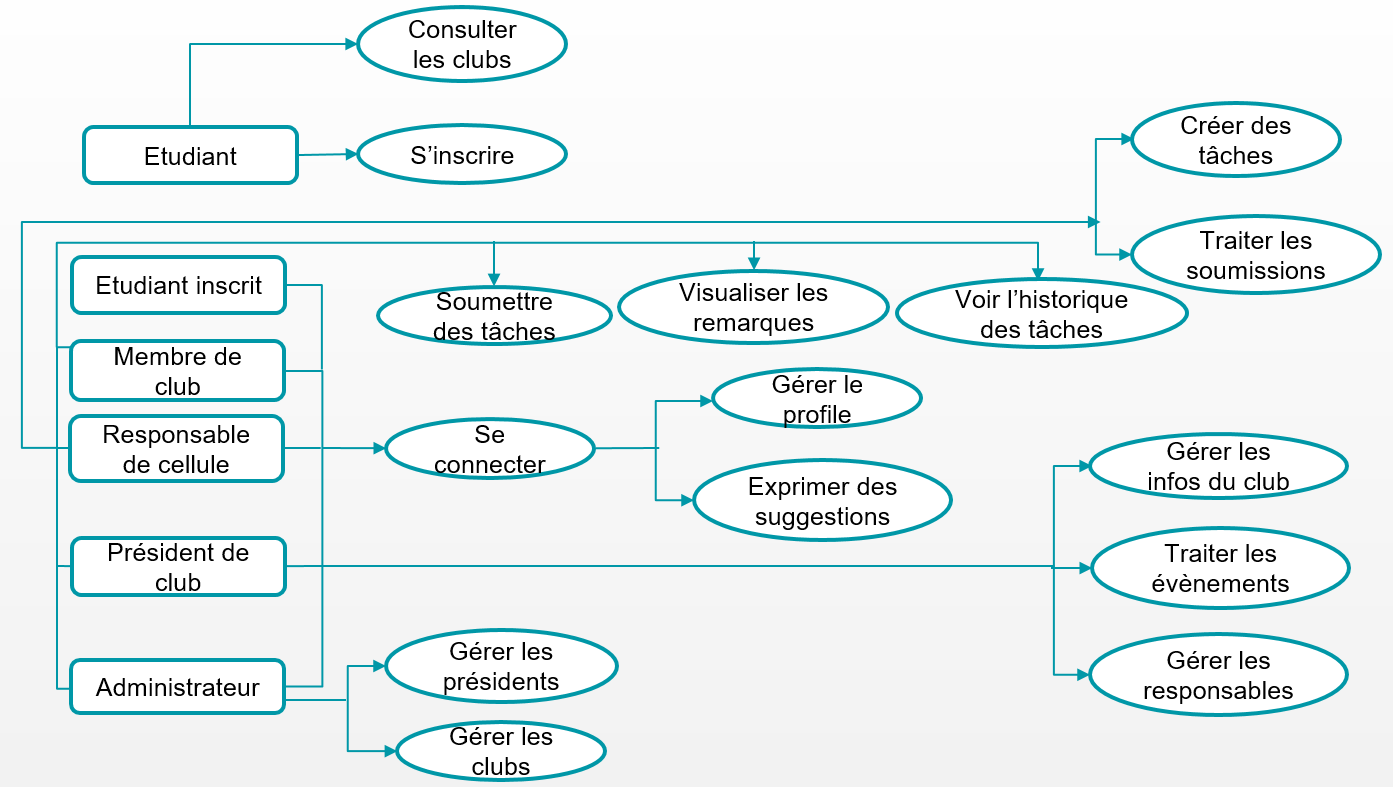 Consulter
les clubs
Etudiant
S’inscrire
Créer des
tâches
Traiter les
soumissions
Etudiant inscrit
Soumettre
des tâches
Visualiser les
remarques
Voir l’historique
des tâches
Membre de
club
Responsable
de cellule
Se
connecter
Gérer le
profile
Exprimer des
suggestions
Gérer les
infos du club
Président de
club
Traiter les
évènements
Administrateur
Gérer les
présidents
Gérer les
responsables
Gérer les
clubs